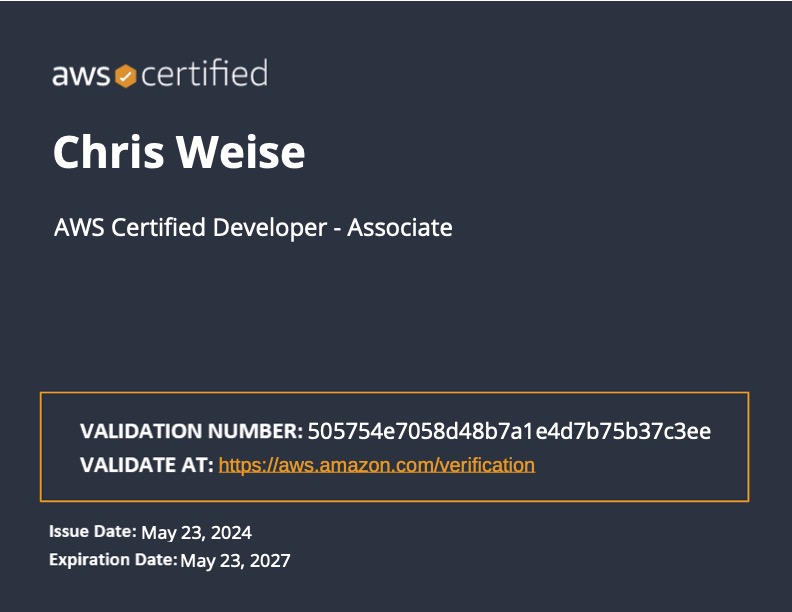 aws certified
Chris Weise
AWS Certified Developer - Associate
VALIDATION NUMBER: 505754e7058d48b7a1e4d7b75b37c3ee
VALIDATE AT: https://aws.amazon.com/verification
Issue Date: May 23, 2024
Expiration Date: May 23, 2027